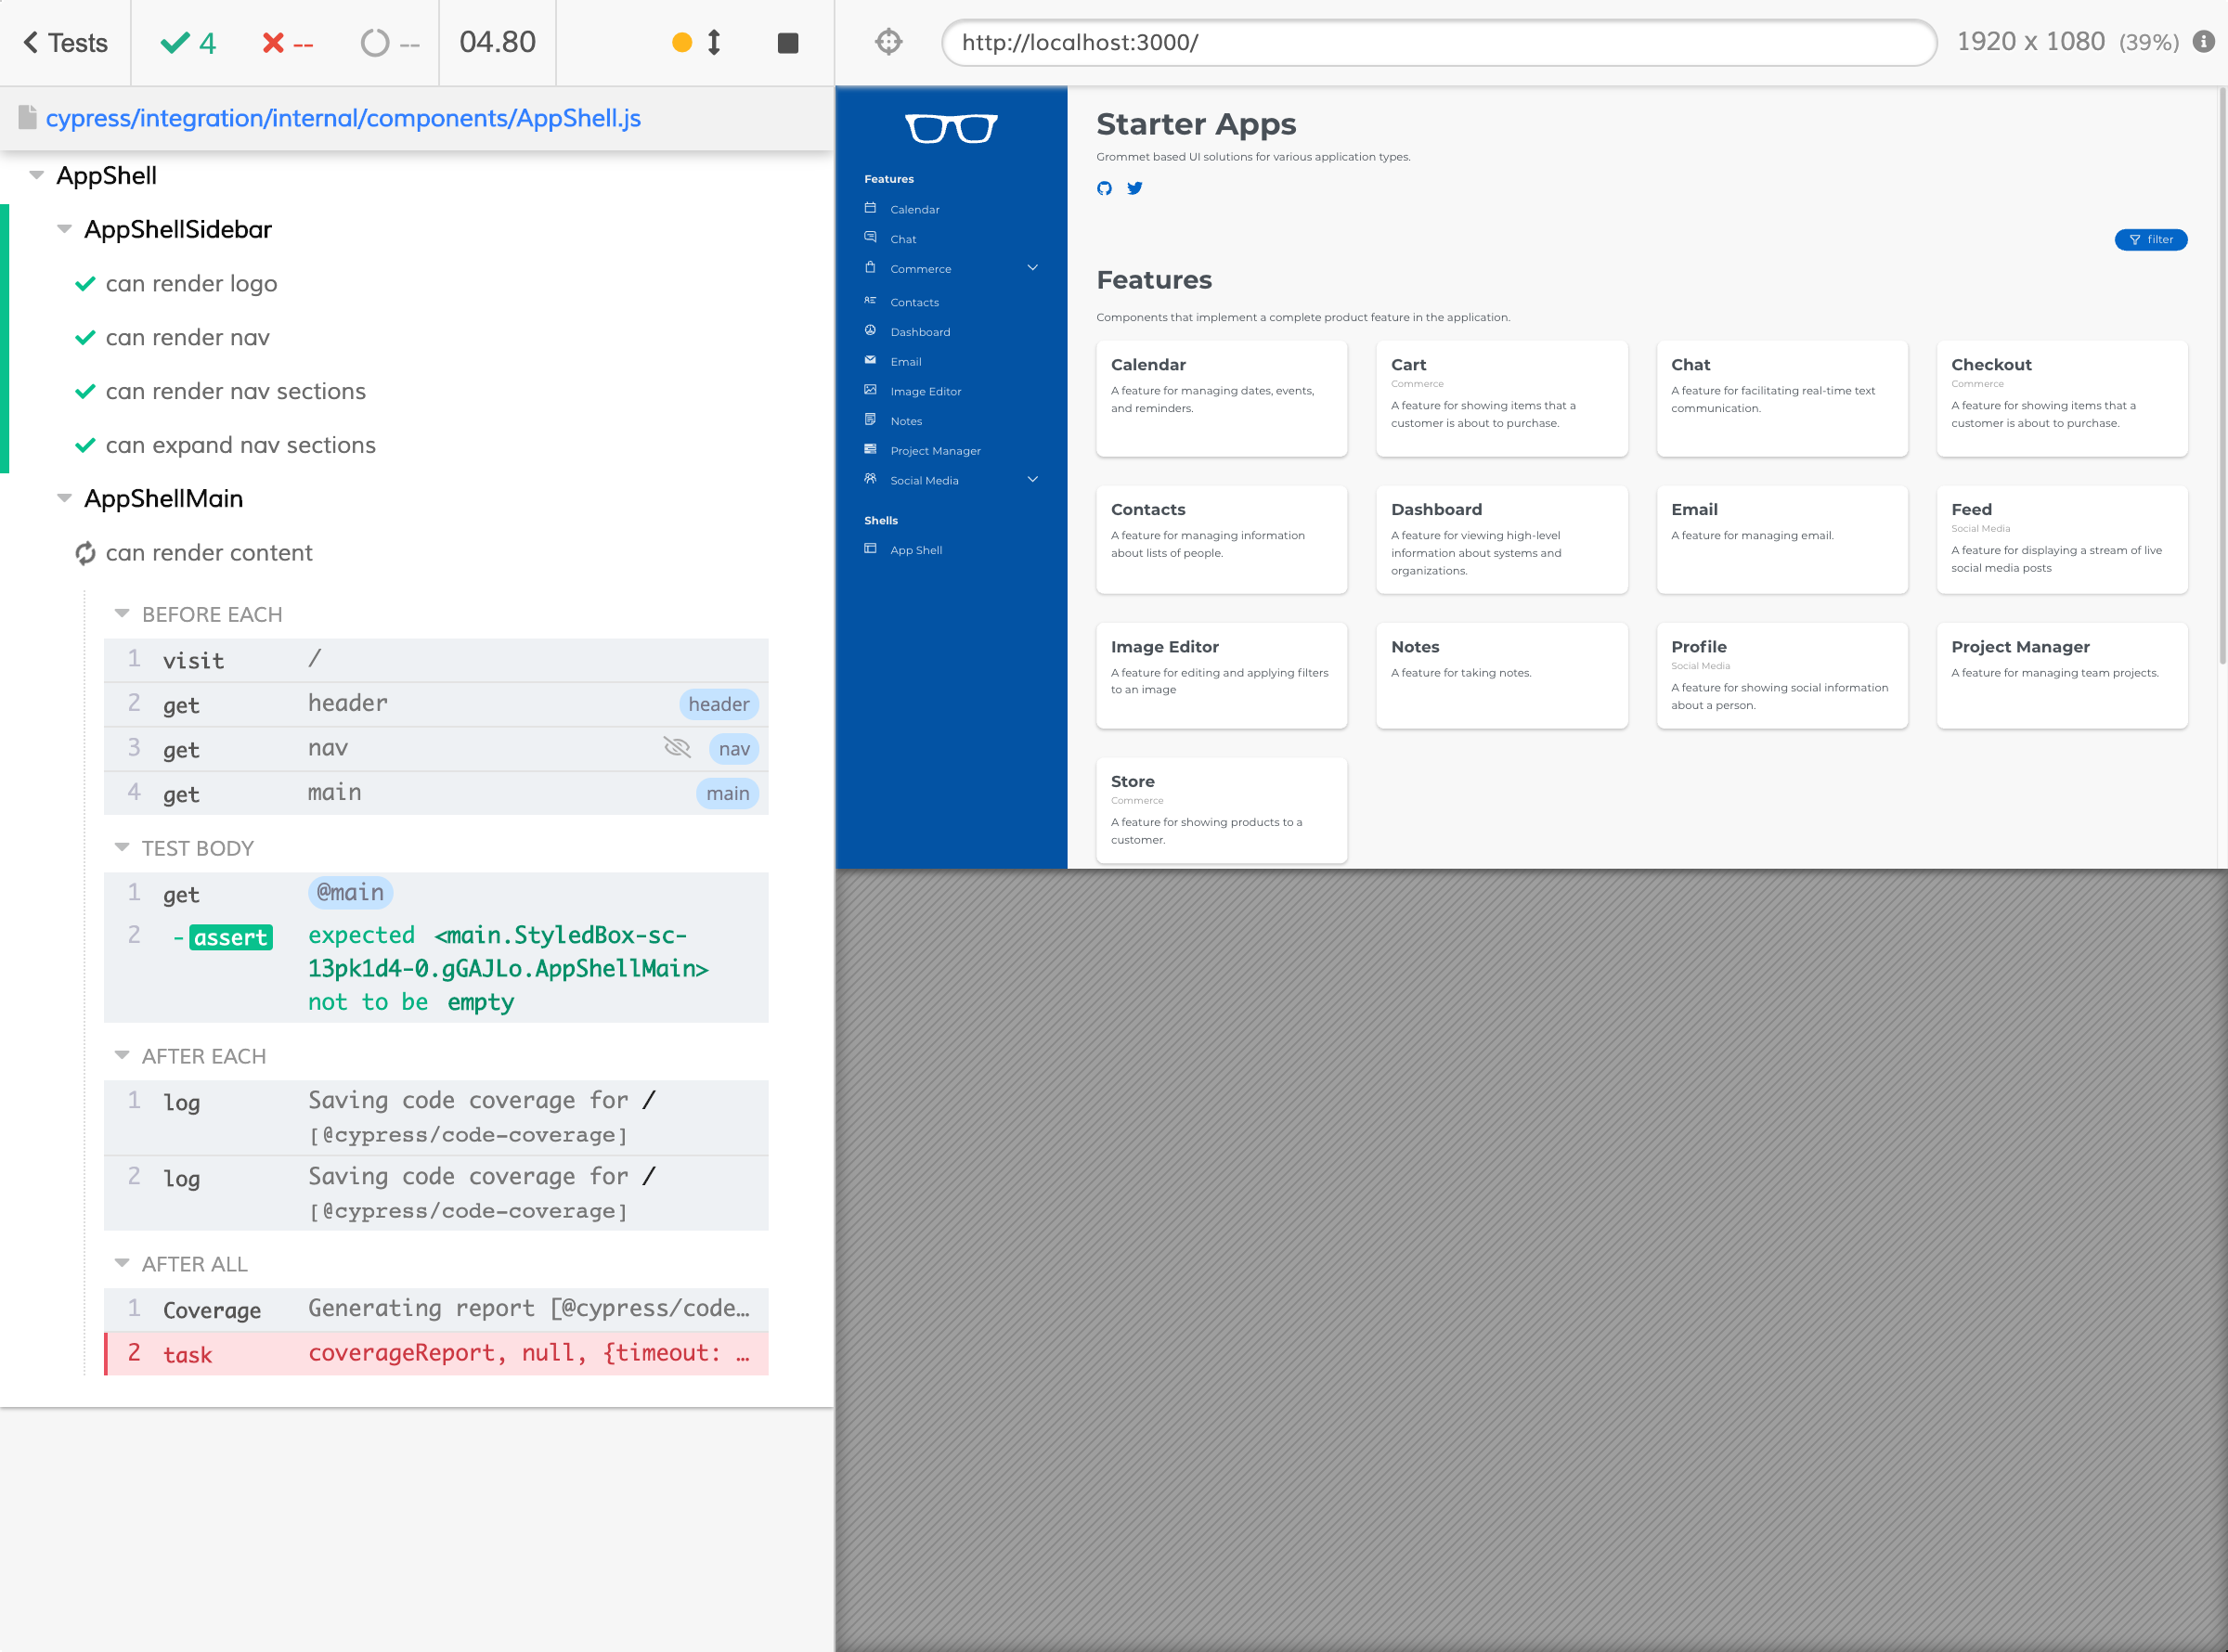 Tests
4
--
--
04.80
http://localhost:3000/
1920 x 1080 (39%)
cypress/integration/internal/components/AppShell.js
AppShell
AppShellSidebar
can render logo
can render nav
can render nav sections
can expand nav sections
AppShellMain
can render content
BEFORE EACH
1 visit /
2 get header header
3 get nav nav
4 get main main
TEST BODY
1 get @main
2 -assert expected <main.StyledBox-sc-
13pk1d4-0.gGAJLo.AppShellMain>
not to be empty
AFTER EACH
1 log Saving code coverage for /
[@cypress/code-coverage]
2 log Saving code coverage for /
[@cypress/code-coverage]
AFTER ALL
1 Coverage Generating report [@cypress/code…
2 task coverageReport, null, {timeout: …
Features
Calendar
Chat
Commerce
Contacts
Dashboard
Email
Image Editor
Notes
Project Manager
Social Media
Shells
App Shell
Starter Apps
Grommet based UI solutions for various application types.
filter
Features
Components that implement a complete product feature in the application.
Calendar
A feature for managing dates, events,
and reminders.
Cart
Commerce
A feature for showing items that a
customer is about to purchase.
Chat
A feature for facilitating real-time text
communication.
Checkout
Commerce
A feature for showing items that a
customer is about to purchase.
Contacts
A feature for managing information
about lists of people.
Dashboard
A feature for viewing high-level
information about systems and
organizations.
Email
A feature for managing email.
Feed
Social Media
A feature for displaying a stream of live
social media posts
Image Editor
A feature for editing and applying filters
to an image
Notes
A feature for taking notes.
Profile
Social Media
A feature for showing social information
about a person.
Project Manager
A feature for managing team projects.
Store
Commerce
A feature for showing products to a
customer.